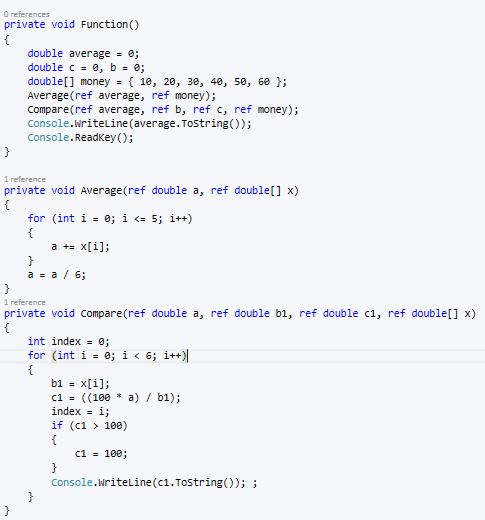 0 references
private void Function()
{
    double average = 0;
    double c = 0, b = 0;
    double[] money = { 10, 20, 30, 40, 50, 60 };
    Average(ref average, ref money);
    Compare(ref average, ref b, ref c, ref money);
    Console.WriteLine(average.ToString());
    Console.ReadKey();
}
1 reference
private void Average(ref double a, ref double[] x)
{
    for (int i = 0; i <= 5; i++)
    {
        a += x[i];
    }
    a = a / 6;
}
1 reference
private void Compare(ref double a, ref double b1, ref double c1, ref double[] x)
{
    int index = 0;
    for (int i = 0; i < 6; i++)
    {
        b1 = x[i];
        c1 = ((100 * a) / b1);
        index = i;
        if (c1 > 100)
        {
            c1 = 100;
        }
        Console.WriteLine(c1.ToString()); ;
    }
}